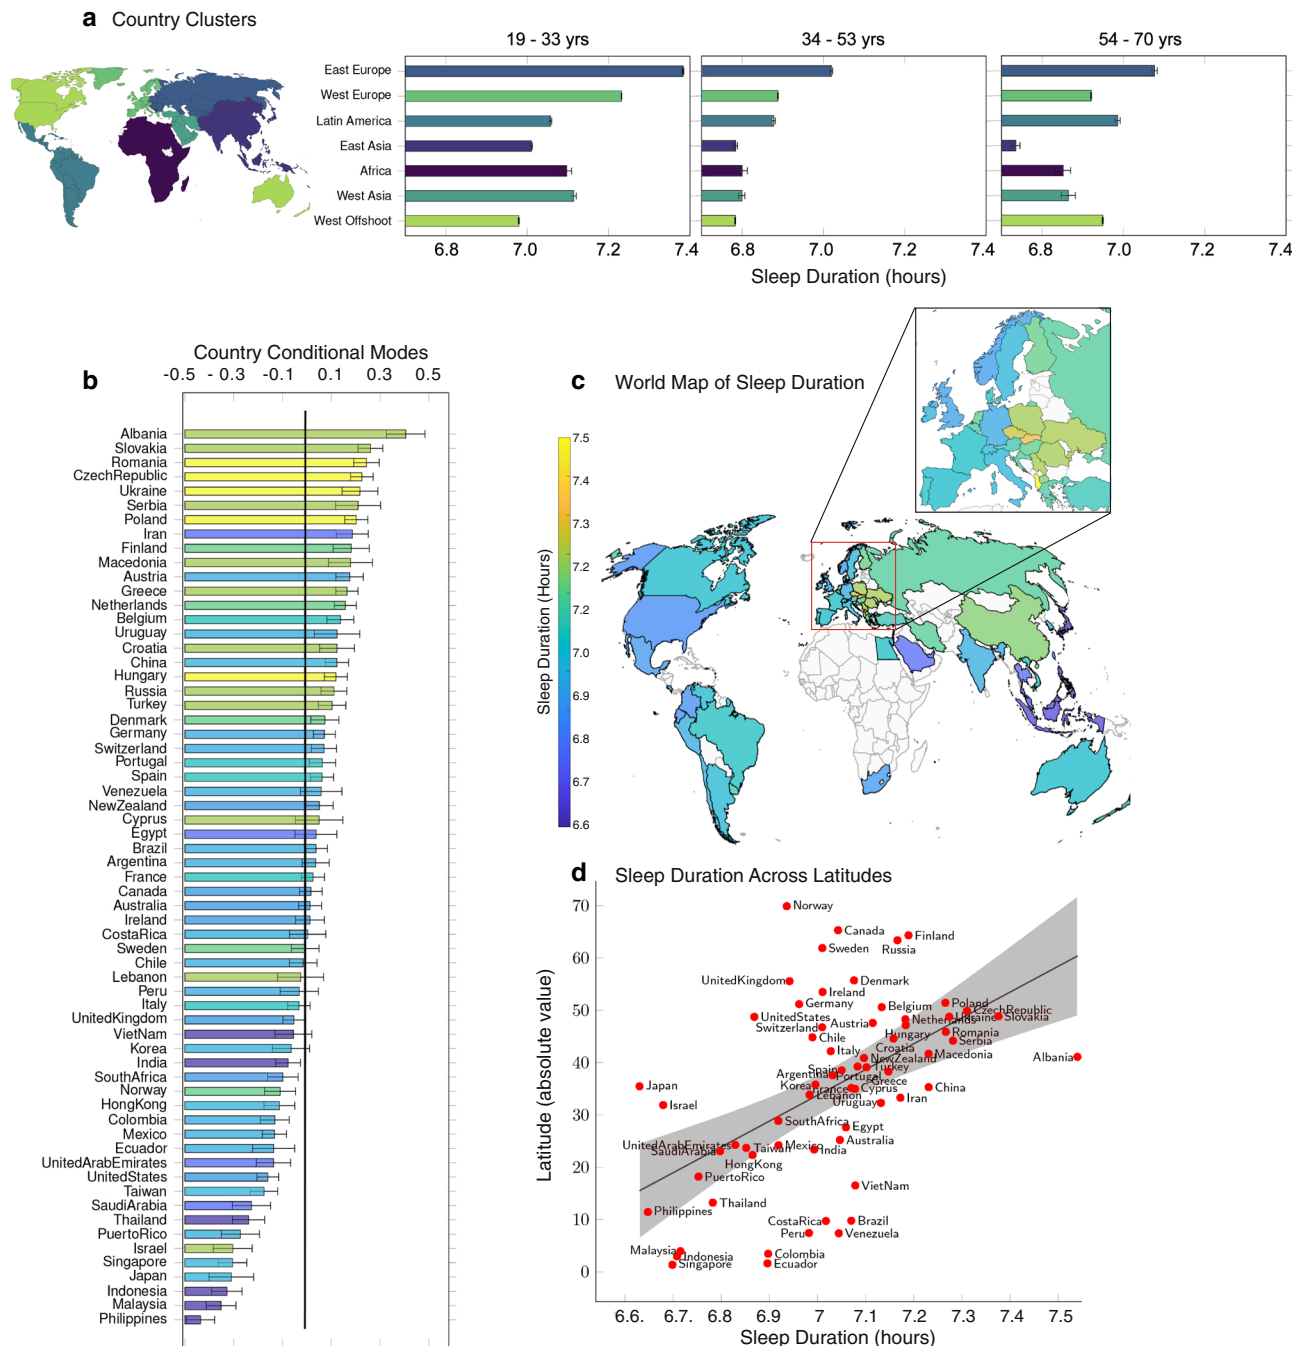 a Country Clusters
19 - 33 yrs
34 - 53 yrs
54 - 70 yrs
East Europe
West Europe
Latin America
East Asia
Africa
West Asia
West Offshoot
6.8 7.0 7.2 7.4
6.8 7.0 7.2 7.4
6.8 7.0 7.2 7.4
Sleep Duration (hours)
b
Country Conditional Modes
-0.5 -0.3 -0.1 0.1 0.3 0.5
Albania
Slovakia
Romania
CzechRepublic
Ukraine
Serbia
Poland
Iran
Finland
Macedonia
Austria
Greece
Netherlands
Belgium
Uruguay
Croatia
China
Hungary
Russia
Turkey
Denmark
Germany
Switzerland
Portugal
Spain
Venezuela
NewZealand
Cyprus
Egypt
Brazil
Argentina
France
Canada
Australia
Ireland
CostaRica
Sweden
Chile
Lebanon
Peru
Italy
UnitedKingdom
VietNam
Korea
India
SouthAfrica
Norway
HongKong
Colombia
Mexico
Ecuador
UnitedArabEmirates
UnitedStates
Taiwan
SaudiArabia
Thailand
PuertoRico
Israel
Singapore
Japan
Indonesia
Malaysia
Philippines
c World Map of Sleep Duration
Sleep Duration (Hours)
7.5
7.4
7.3
7.2
7.2
7.0
6.9
6.8
6.7
6.6
d Sleep Duration Across Latitudes
Latitude (absolute value)
70
60
50
40
30
20
10
0
Norway
Canada
Finland
Russia
Sweden
UnitedKingdom
Denmark
Ireland
Germany
Belgium
Poland
CzechRepublic
UnitedStates
Netherlands
Ukraine
Slovakia
Switzerland
Austria
Romania
Hungary
Chile
Serbia
Croatia
Italy
Macedonia
NewZealand
Albania
Spain
Turkey
Argentina
Portugal
Greece
Japan
Korea
France
Cyprus
China
Lebanon
Iran
Israel
Uruguay
SouthAfrica
Egypt
Australia
UnitedArabEmirates
Mexico
Taiwan
India
SaudiArabia
HongKong
PuertoRico
VietNam
Thailand
Philippines
CostaRica
Brazil
Peru
Venezuela
Malaysia
Indonesia
Colombia
Singapore
Ecuador
6.6. 6.7. 6.8 6.9 7 7.1 7.2 7.3 7.4 7.5
Sleep Duration (hours)